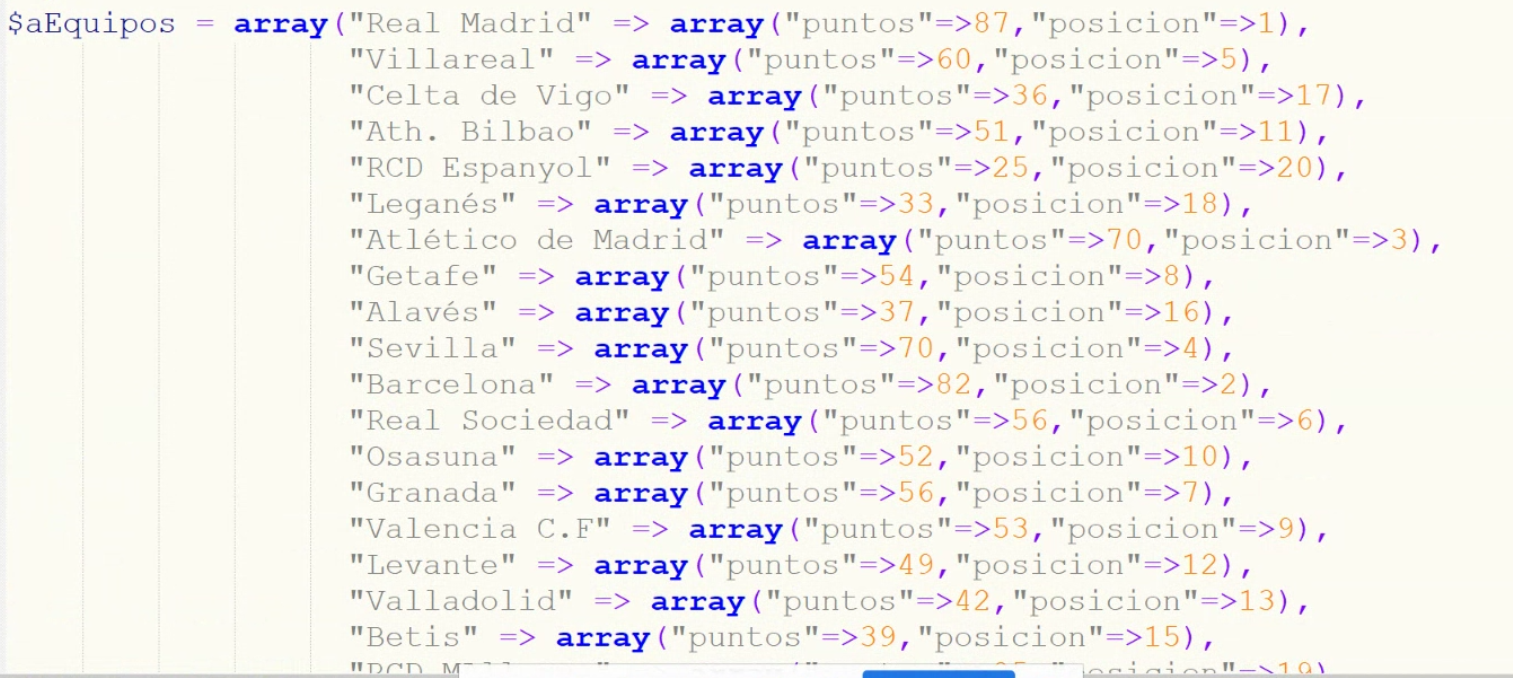 $aEquipos = array("Real Madrid" => array("puntos"=>87,"posicion"=>1),
"Villareal" => array("puntos"=>60,"posicion"=>5),
"Celta de Vigo" => array("puntos"=>36,"posicion"=>17),
"Ath. Bilbao" => array("puntos"=>51,"posicion"=>11),
"RCD Espanyol" => array("puntos"=>25,"posicion"=>20),
"Leganés" => array("puntos"=>33,"posicion"=>18),
"Atlético de Madrid" => array("puntos"=>70,"posicion"=>3),
"Getafe" => array("puntos"=>54,"posicion"=>8),
"Alavés" => array("puntos"=>37,"posicion"=>16),
"Sevilla" => array("puntos"=>70,"posicion"=>4),
"Barcelona" => array("puntos"=>82,"posicion"=>2),
"Real Sociedad" => array("puntos"=>56,"posicion"=>6),
"Osasuna" => array("puntos"=>52,"posicion"=>10),
"Granada" => array("puntos"=>56,"posicion"=>7),
"Valencia C.F" => array("puntos"=>53,"posicion"=>9),
"Levante" => array("puntos"=>49,"posicion"=>12),
"Valladolid" => array("puntos"=>42,"posicion"=>13),
"Betis" => array("puntos"=>39,"posicion"=>15),
"RCD